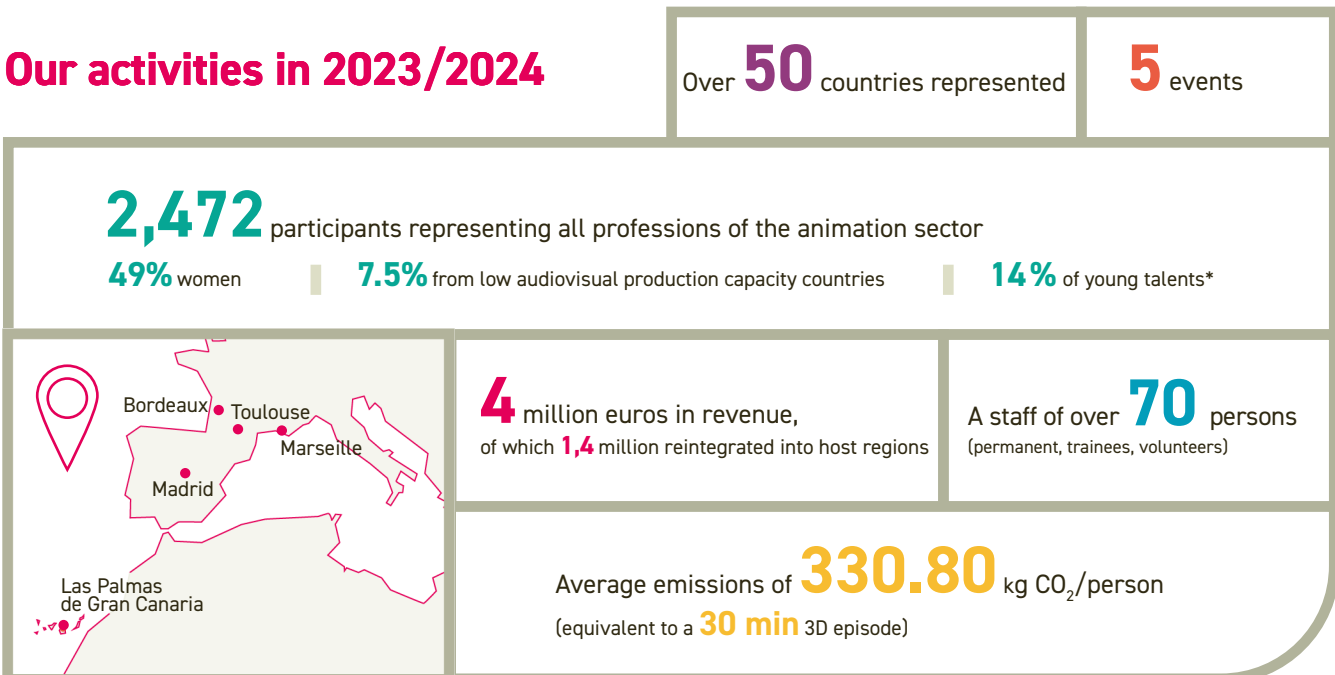 Our activities in 2023/2024
Over 50 countries represented
5 events
2,472 participants representing all professions of the animation sector
49% women
7.5% from low audiovisual production capacity countries
14% of young talents*
Bordeaux
Toulouse
Marseille
Madrid
Las Palmas
de Gran Canaria
4 million euros in revenue,
of which 1,4 million reintegrated into host regions
A staff of over 70 persons
(permanent, trainees, volunteers)
Average emissions of 330.80 kg CO₂/person
(equivalent to a 30 min 3D episode)